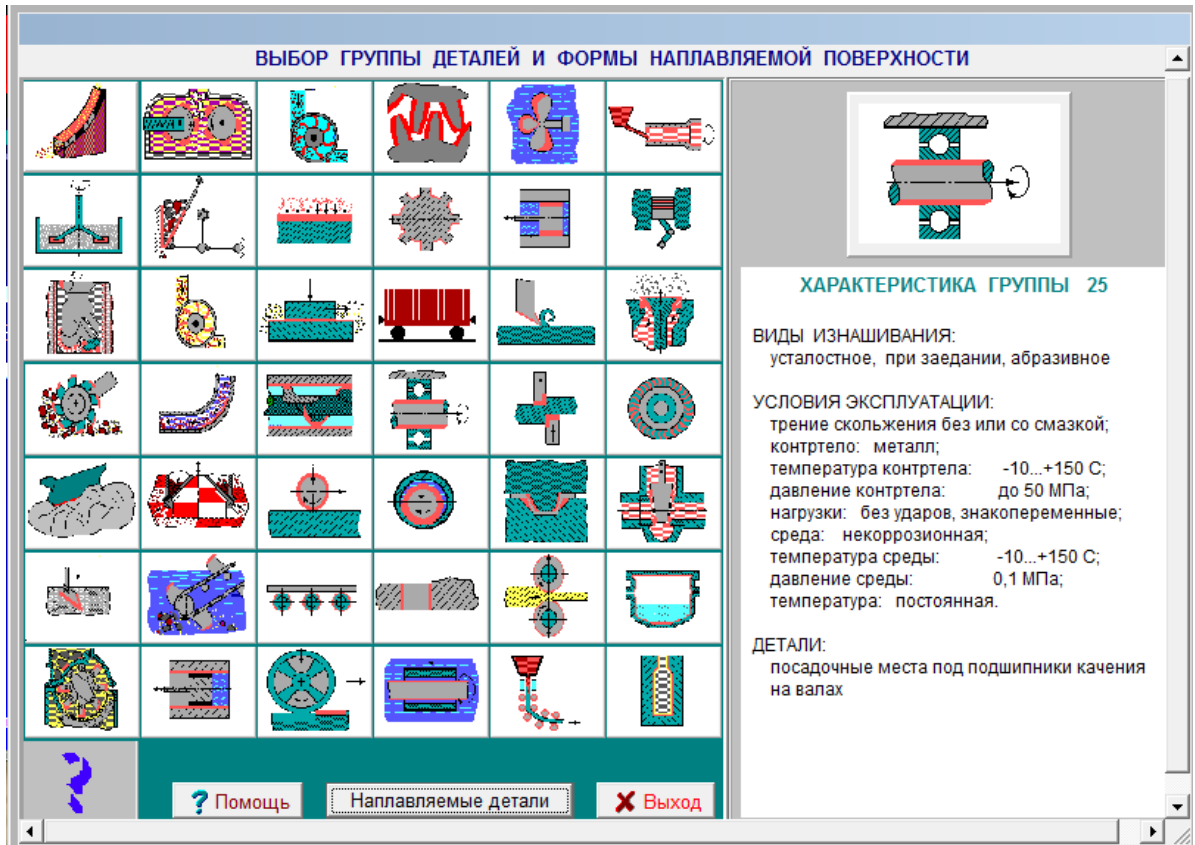 ВЫБОР ГРУППЫ ДЕТАЛЕЙ И ФОРМЫ НАПЛАВЛЯЕМОЙ ПОВЕРХНОСТИ
ХАРАКТЕРИСТИКА ГРУППЫ 25
ВИДЫ ИЗНАШИВАНИЯ:
усталостное, при заедании, абразивное
УСЛОВИЯ ЭКСПЛУАТАЦИИ:
трение скольжения без или со смазкой;
контртело: металл;
температура контртела: -10...+150 С;
давление контртела: до 50 МПа;
нагрузки: без ударов, знакопеременные;
среда: некоррозионная;
температура среды: -10...+150 С;
давление среды: 0,1 МПа;
температура: постоянная.
ДЕТАЛИ:
посадочные места под подшипники качения
на валах
? Помощь
Наплавляемые детали
Выход